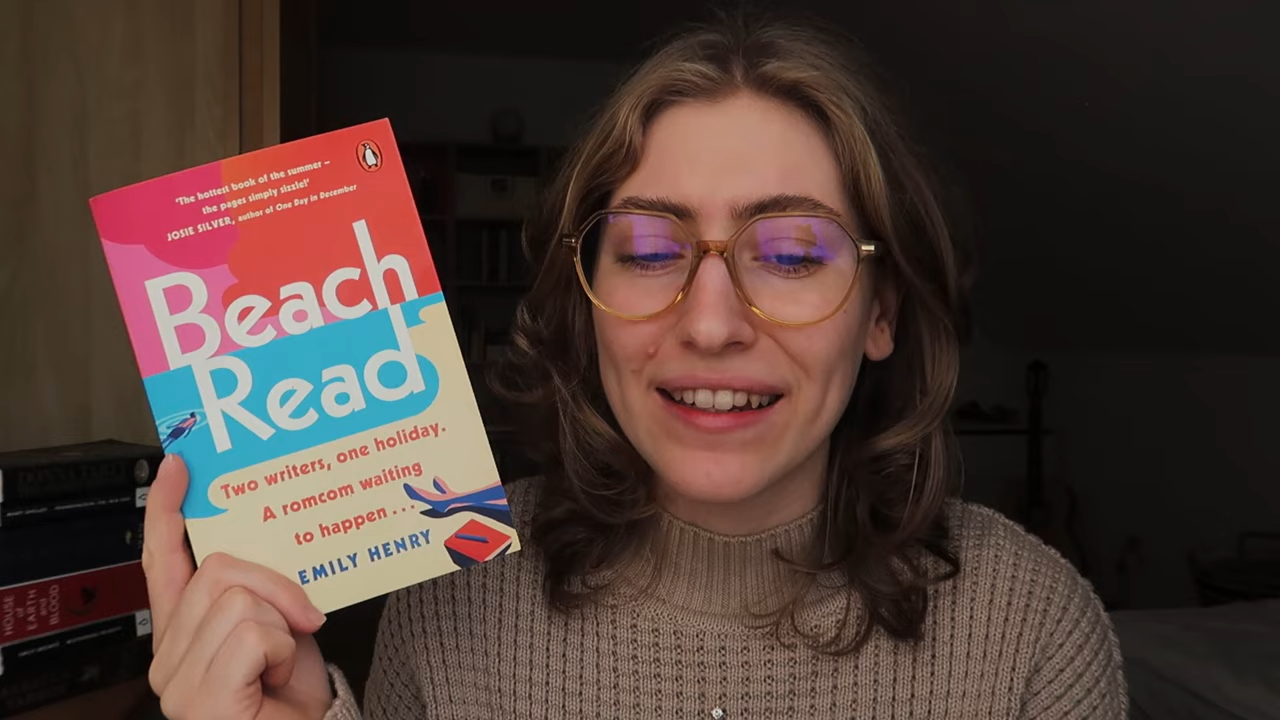 'The hottest book of the summer –
the pages simply sizzle!'
JOSIE SILVER, author of One Day in December
Beach
Read
Two writers, one holiday.
A romcom waiting
to happen ...
EMILY HENRY
HOUSE
of
EARTH
and
BLOOD